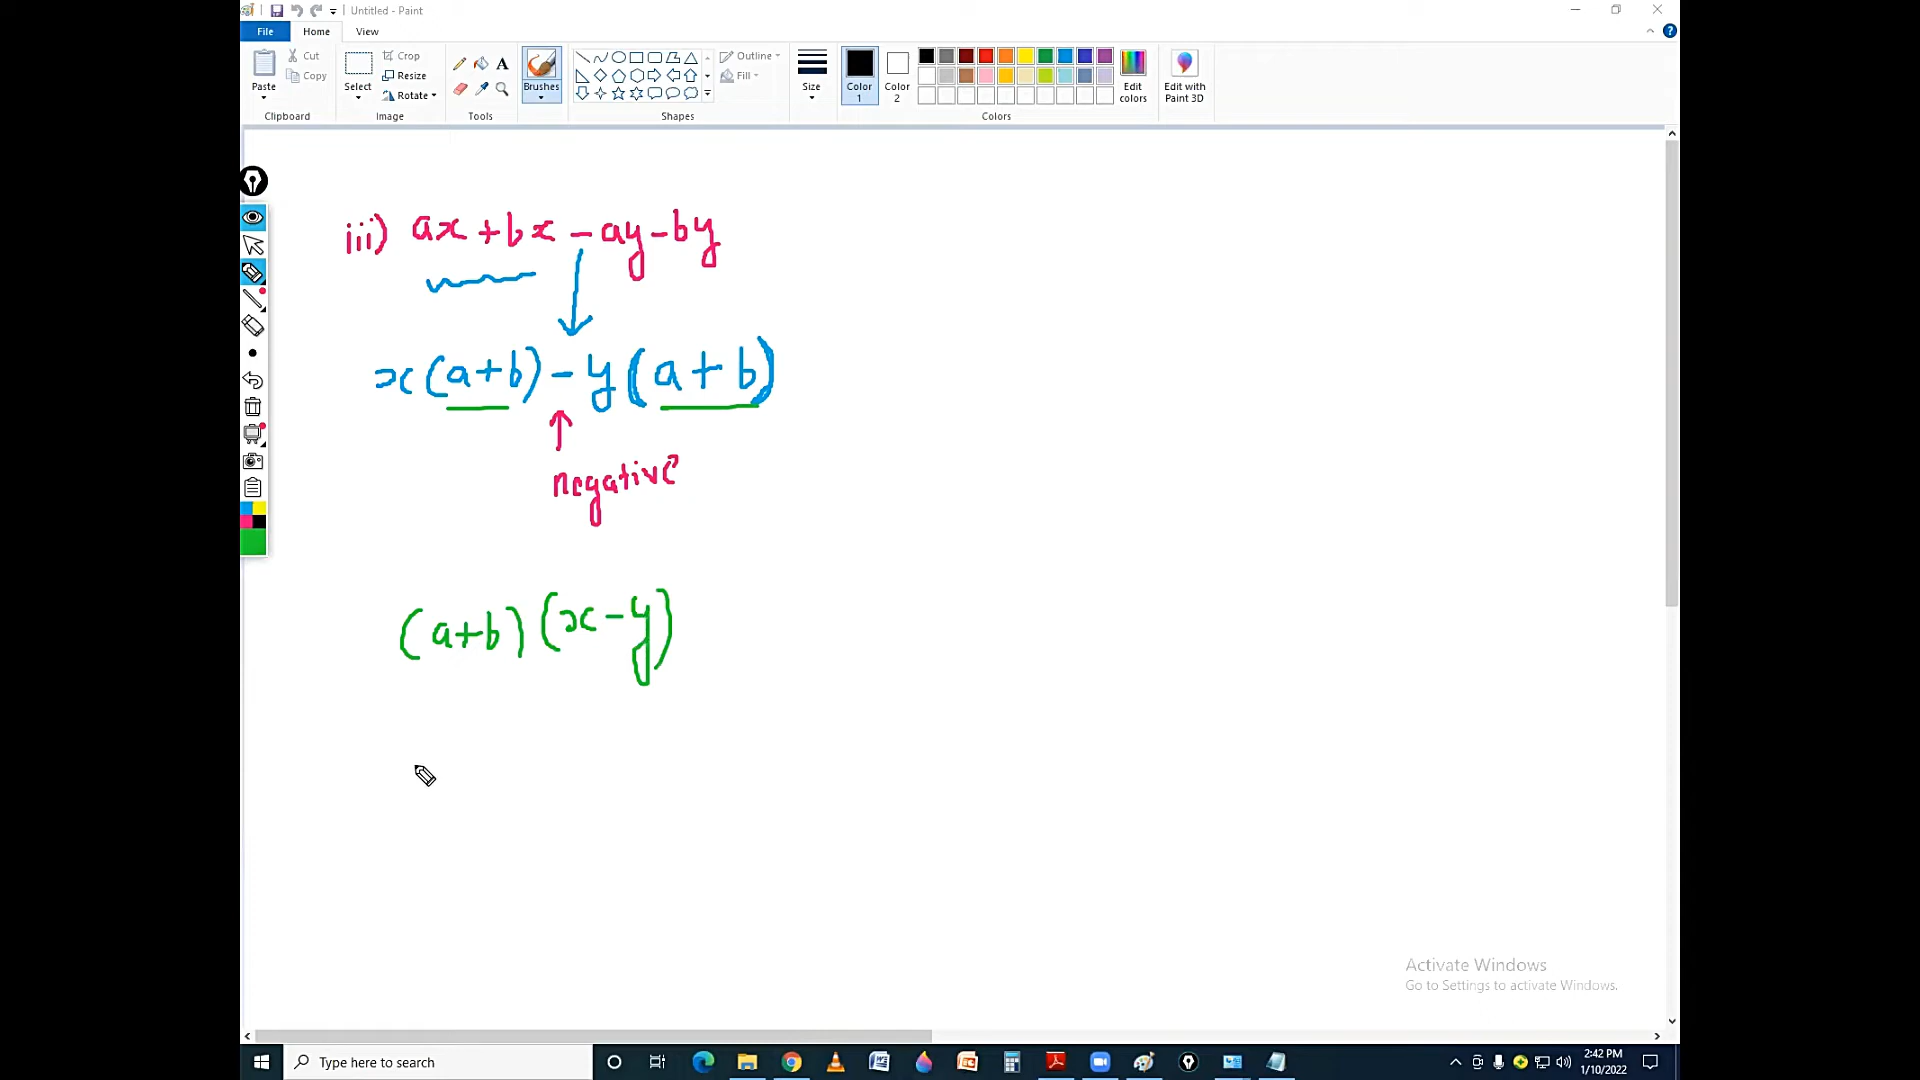 Untitled - Paint
File Home View
Paste
Cut
Copy
Clipboard
Select
Crop
Resize
Rotate
Image
A
Tools
Brushes
Outline
Fill
Shapes
Size
Color 1
Color 2
Edit colors
Colors
Edit with Paint 3D
iii) ax + bx - ay - by
x(a+b) - y(a+b)
negative
(a+b)(x-y)
Activate Windows
Go to Settings to activate Windows.
Type here to search
2:42 PM
1/10/2022